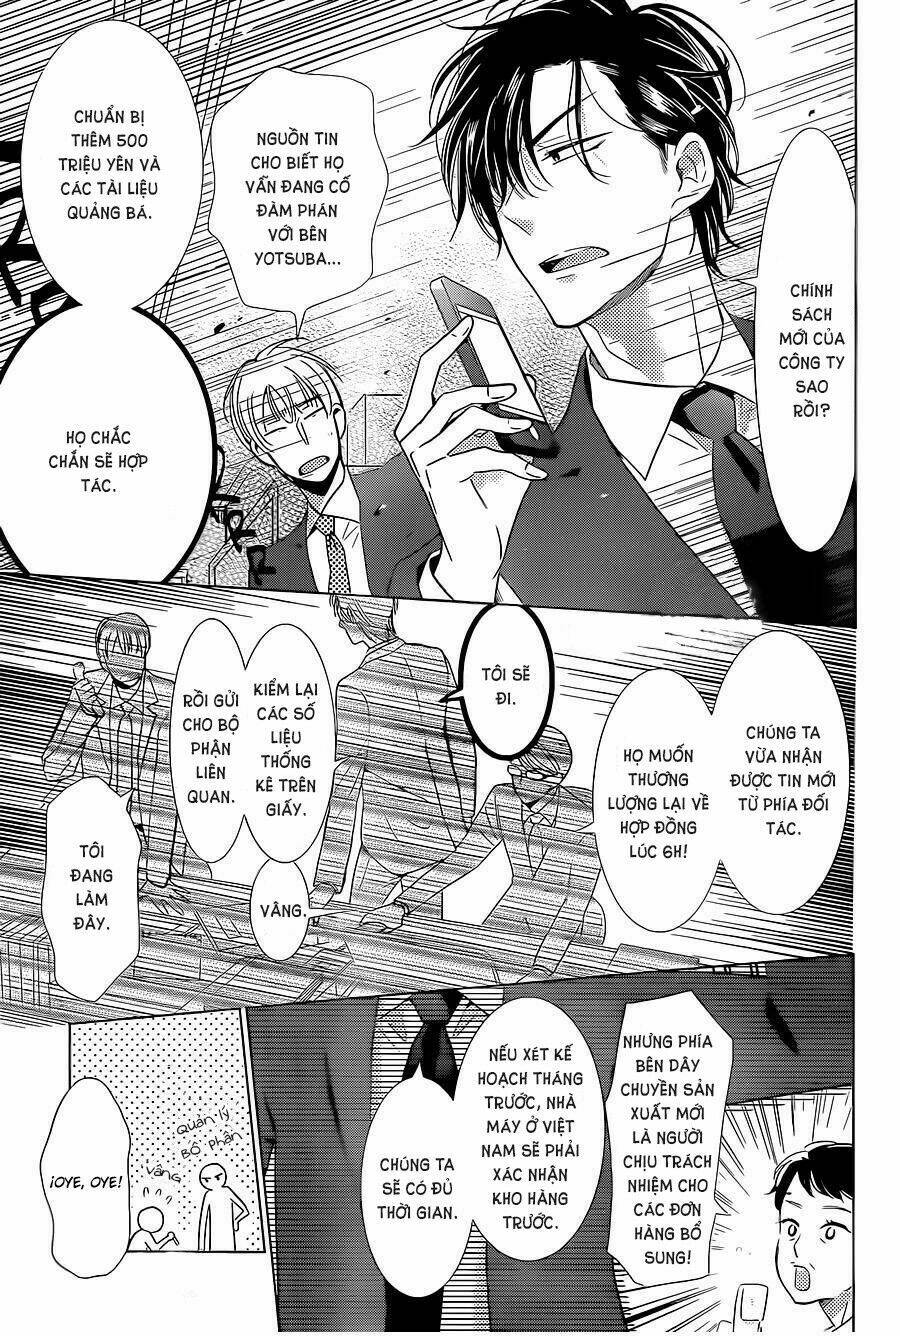 CHÍNH
SÁCH
MỚI CỦA
CÔNG TY
SAO
RỒI?
NGUỒN TIN
CHO BIẾT HỌ
VẪN ĐANG CỐ
ĐÀM PHÁN
VỚI BÊN
YOTSUBA...
CHUẨN BỊ
THÊM 500
TRIỆU YÊN VÀ
CÁC TÀI LIỆU
QUẢNG BÁ.
HỌ CHẮC
CHẮN SẼ HỢP
TÁC.
CHÚNG TA
VỪA NHẬN
ĐƯỢC TIN MỚI
TỪ PHÍA ĐỐI
TÁC.
HỌ MUỐN
THƯƠNG
LƯỢNG LẠI VỀ
HỢP ĐỒNG
LÚC 6H!
TÔI SẼ
ĐI.
KIỂM LẠI
CÁC SỐ
LIỆU
THỐNG
KÊ TRÊN
GIẤY.
RỒI GỬI
CHO BỘ
PHẬN LIÊN
QUAN.
VÂNG.
TÔI
ĐANG
LÀM
ĐÂY.
NHƯNG PHÍA
BÊN DÂY
CHUYỀN SẢN
XUẤT MỚI
LÀ NGƯỜI
CHỊU TRÁCH
NHIỆM CHO
CÁC ĐƠN
HÀNG BỔ
SUNG!
NẾU XÉT KẾ
HOẠCH THÁNG
TRƯỚC, NHÀ
MÁY Ở VIỆT
NAM SẼ PHẢI
XÁC NHẬN
KHO HÀNG
TRƯỚC.
CHÚNG TA
SẼ CÓ ĐỦ
THỜI GIAN.
Quản lý
bộ phận
Vâng
¡OYE, OYE!